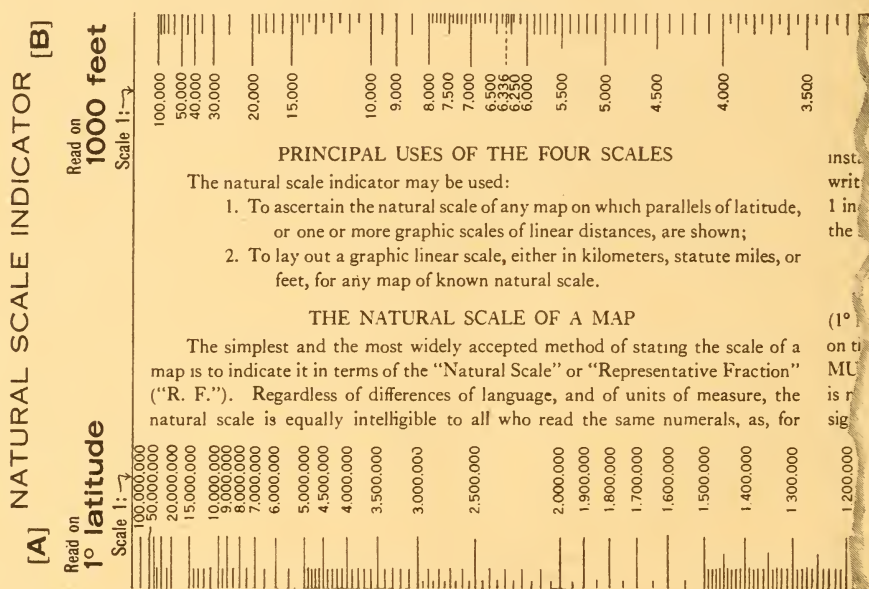 [A] NATURAL SCALE INDICATOR [B]
Read on
1000 feet
Scale 1:
100.000
50.000
40.000
30.000
20.000
15.000
10.000
9.000
8.000
7.500
7.000
6.500
6.336
6.250
6.000
5.500
5.000
4.500
4.000
3.500
PRINCIPAL USES OF THE FOUR SCALES
The natural scale indicator may be used:
1. To ascertain the natural scale of any map on which parallels of latitude,
or one or more graphic scales of linear distances, are shown;
2. To lay out a graphic linear scale, either in kilometers, statute miles, or
feet, for any map of known natural scale.
THE NATURAL SCALE OF A MAP
The simplest and the most widely accepted method of stating the scale of a
map is to indicate it in terms of the “Natural Scale” or “Representative Fraction”
(“R. F.”). Regardless of differences of language, and of units of measure, the
natural scale is equally intelligible to all who read the same numerals, as, for
writ
1 in
the
(1°
MU
sig
Read on
1° latitude
Scale 1:
100.000.000
50.000.000
20.000.000
15.000.000
10.000.000
9.000.000
8.000.000
7.000.000
6.000.000
5.000.000
4.500.000
4.000.000
3.500.000
3.000.000
2.500.000
2.000.000
1.900.000
1.800.000
1.700.000
1.600.000
1.500.000
1.400.000
1 300.000
1.200.000